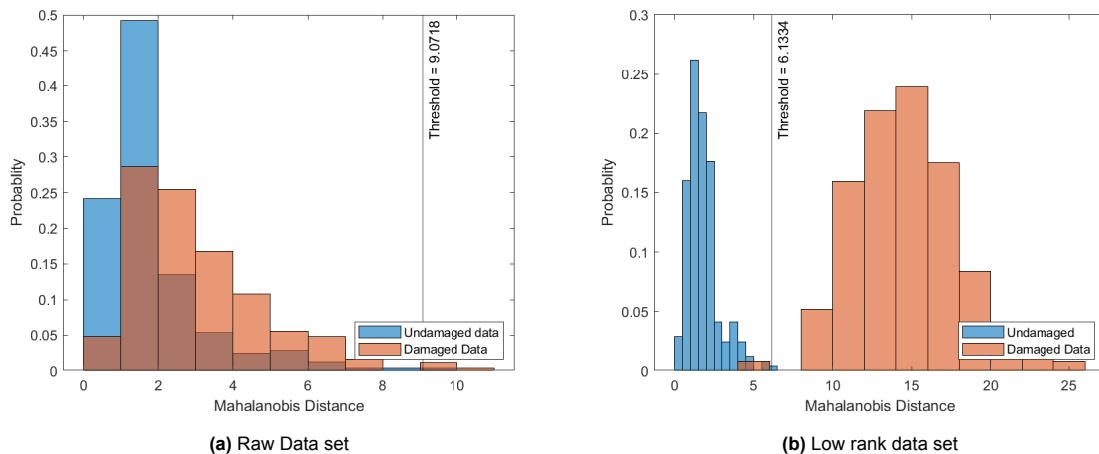 0.5
0.45
0.4
0.35
0.3
0.25
0.2
0.15
0.1
0.05
0
Probablity
0 2 4 6 8 10
Mahalanobis Distance
Threshold = 9.0718
Undamaged data
Damaged Data
(a) Raw Data set
0.3
0.25
0.2
0.15
0.1
0.05
0
Probablity
0 5 10 15 20 25
Mahalanobis Distance
Threshold = 6.1334
Undamaged
Damaged Data
(b) Low rank data set